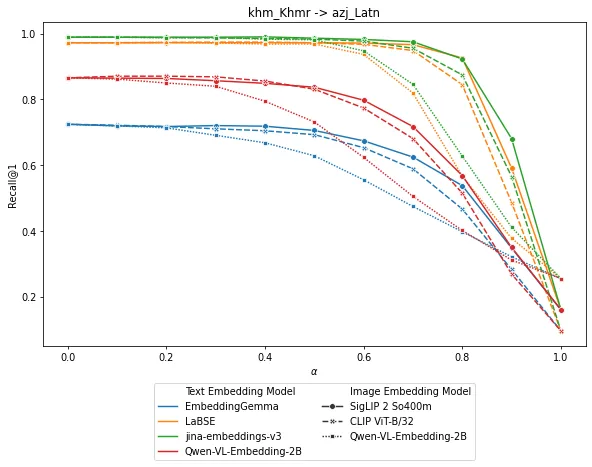 khm_Khmr -> azj_Latn
Recall@1
1.0
0.8
0.6
0.4
0.2
0.0 0.2 0.4 0.6 0.8 1.0
α
Text Embedding Model Image Embedding Model
EmbeddingGemma SigLIP 2 So400m
LaBSE CLIP ViT-B/32
jina-embeddings-v3 Qwen-VL-Embedding-2B
Qwen-VL-Embedding-2B